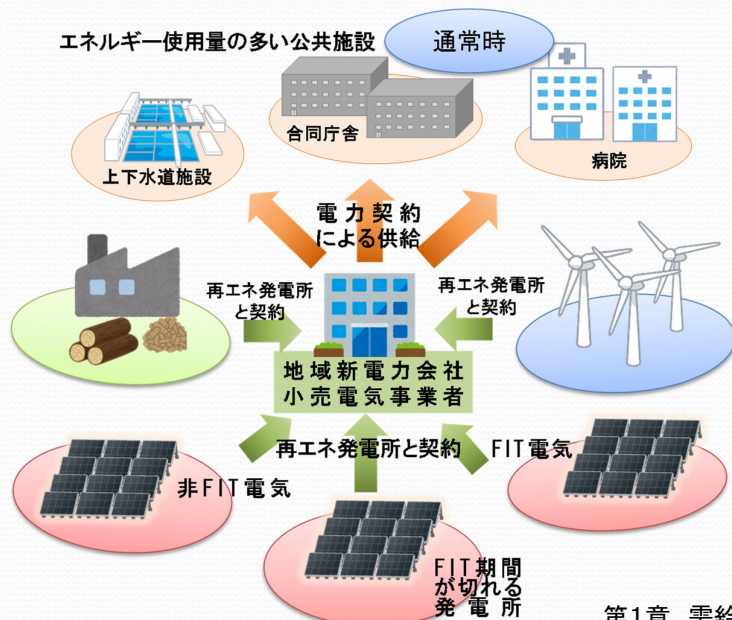 エネルギー使用量の多い公共施設
通常時
合同庁舎
上下水道施設
病院
電力契約
による供給
再エネ発電所
と契約
再エネ発電所
と契約
地域新電力会社
小売電気事業者
再エネ発電所と契約
FIT電気
非FIT電気
FIT期間
が切れる
発電所
第1章